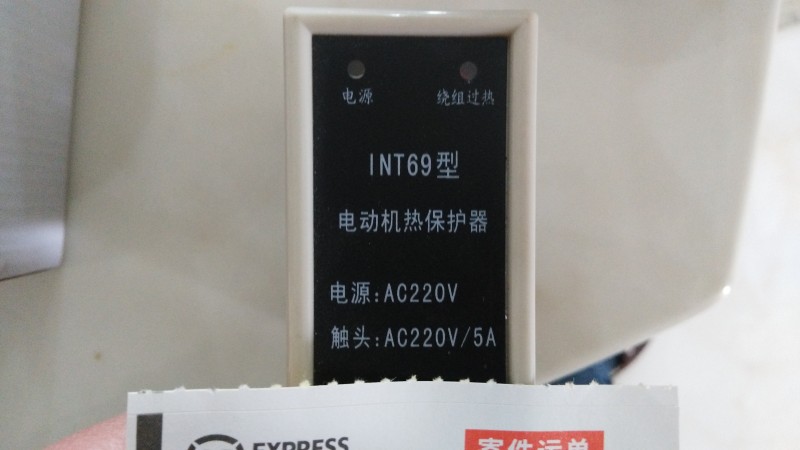 电源 绕组过热
INT69型
电动机热保护器
电源:AC220V
触头:AC220V/5A
EXPRESS
寄件运单